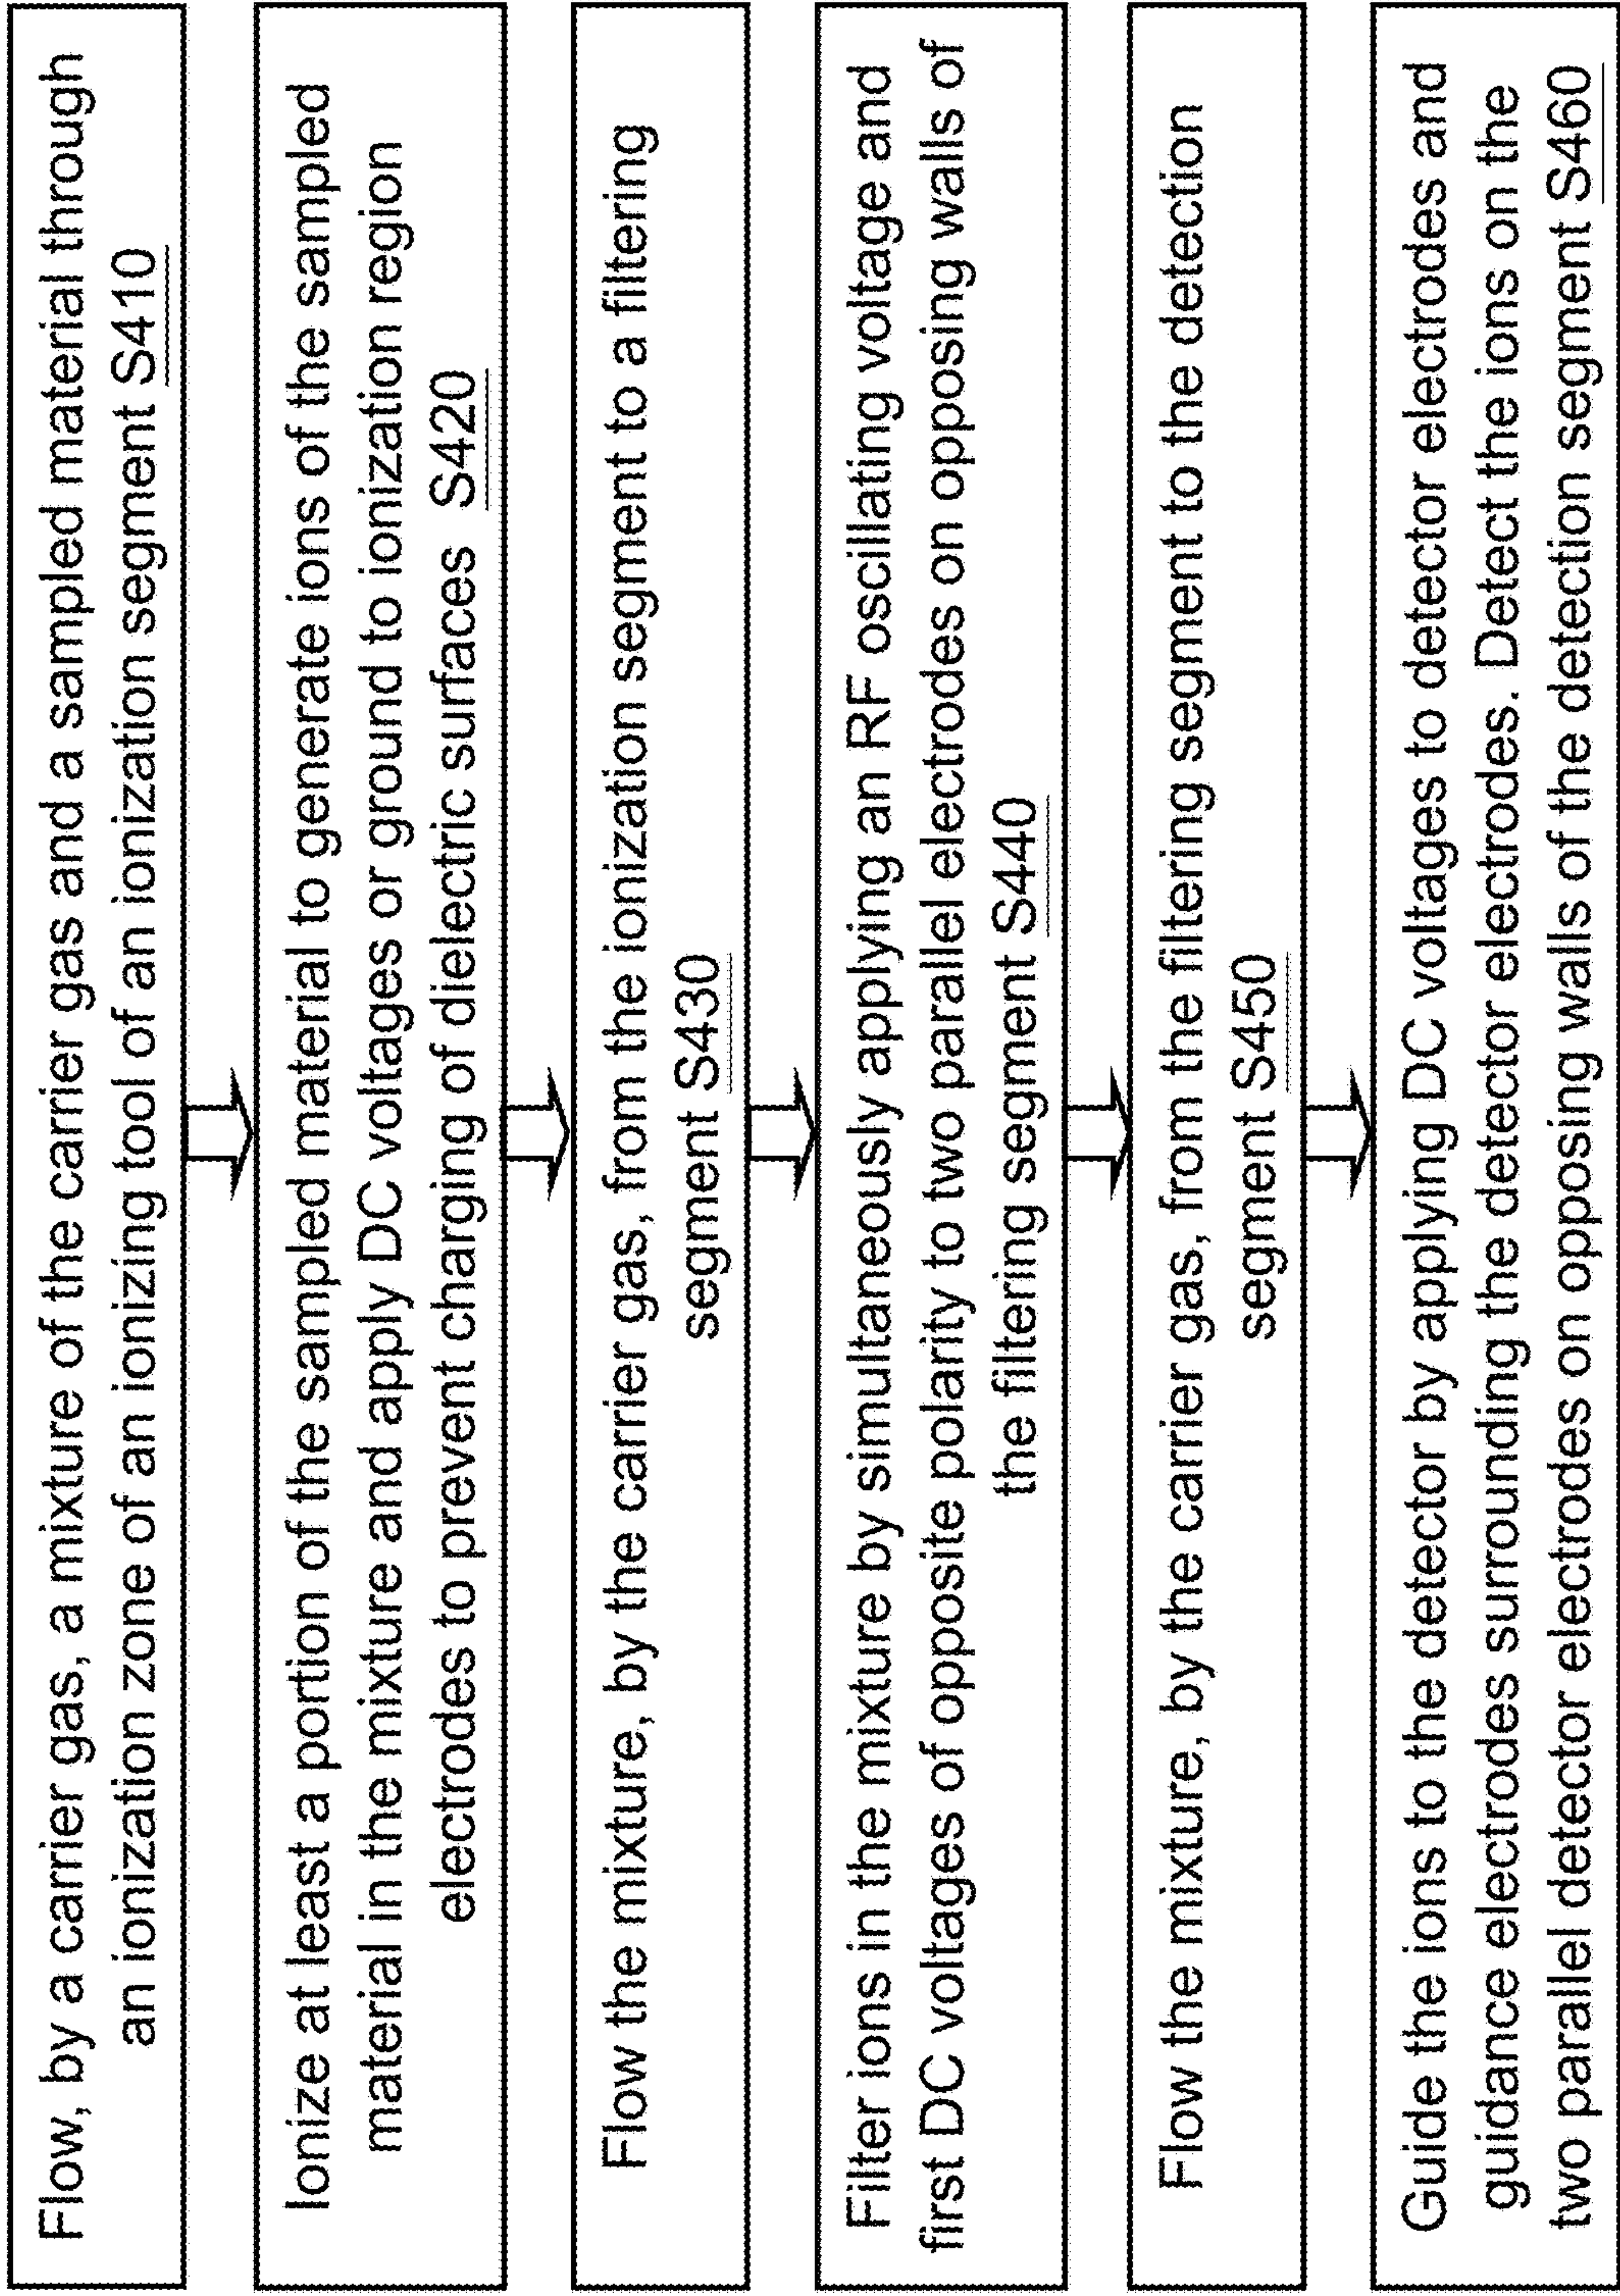 Flow, by a carrier gas, a mixture of the carrier gas and a sampled material through
an ionization zone of an ionizing tool of an ionization segment S410
Ionize at least a portion of the sampled material to generate ions of the sampled
material in the mixture and apply DC voltages or ground to ionization region
electrodes to prevent charging of dielectric surfaces S420
Flow the mixture, by the carrier gas, from the ionization segment to a filtering
segment S430
Filter ions in the mixture by simultaneously applying an RF oscillating voltage and
first DC voltages of opposite polarity to two parallel electrodes on opposing walls of
the filtering segment S440
Flow the mixture, by the carrier gas, from the filtering segment to the detection
segment S450
Guide the ions to the detector by applying DC voltages to detector electrodes and
guidance electrodes surrounding the detector electrodes. Detect the ions on the
two parallel detector electrodes on opposing walls of the detection segment S460